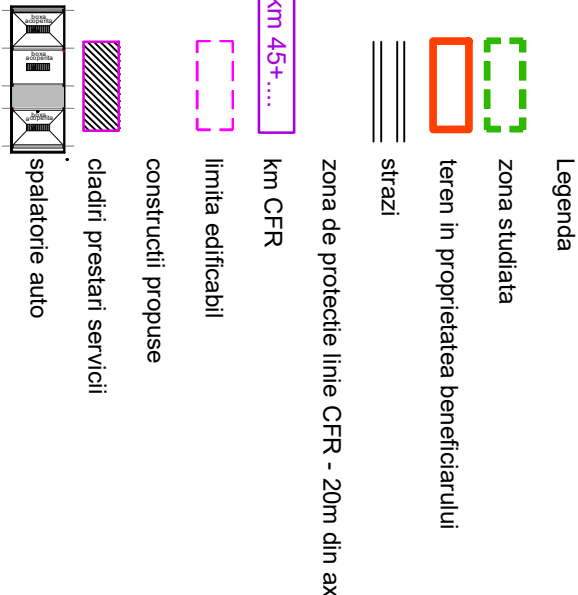 Legenda
zona studiata
teren in proprietatea beneficiarului
strazi
zona de protectie linie CFR - 20m din ax
km 45+....
km CFR
limita edificabil
constructii propuse
cladiri prestari servicii
boxa
acoperita
boxa
acoperita
boxa
acoperita
spalatorie auto